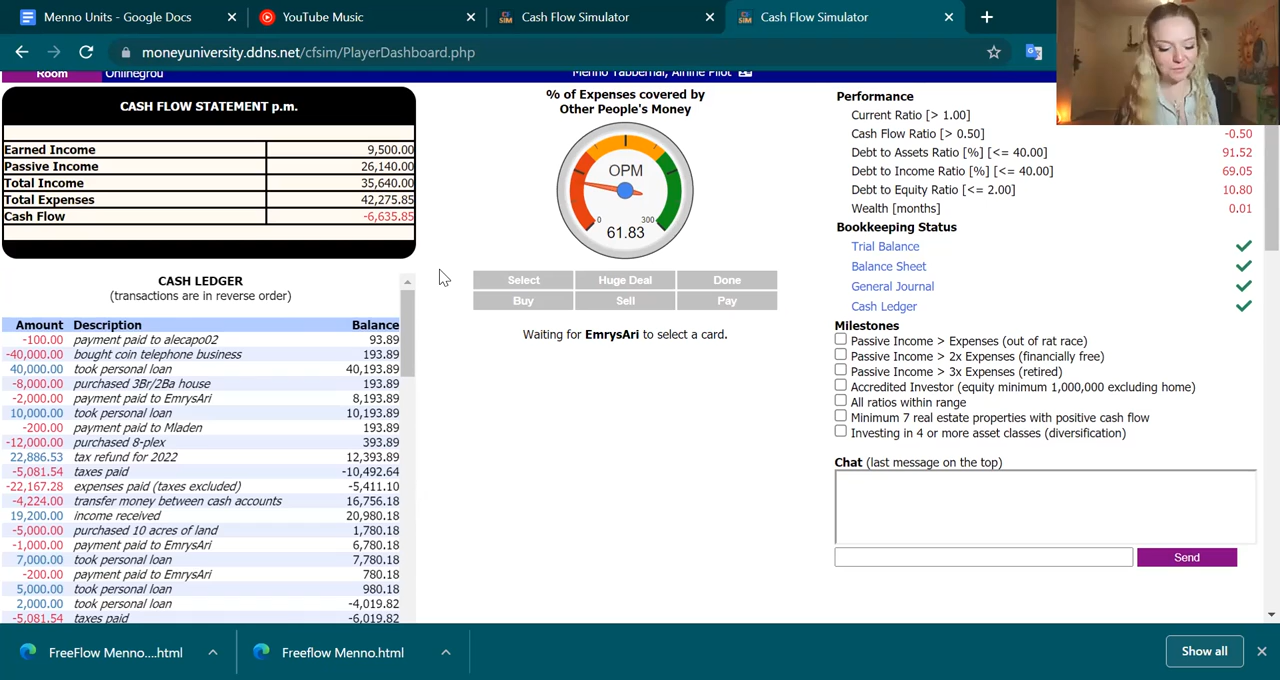 Menno Units - Google Docs
YouTube Music
Cash Flow Simulator
Cash Flow Simulator
moneyuniversity.ddns.net/cfsim/PlayerDashboard.php
Room
CASH FLOW STATEMENT p.m.
Earned Income 9,500.00
Passive Income 26,140.00
Total Income 35,640.00
Total Expenses 42,275.85
Cash Flow -6,635.85
CASH LEDGER
(transactions are in reverse order)
Amount Description Balance
-100.00 payment paid to alecapo02 93.89
-40,000.00 bought coin telephone business 193.89
40,000.00 took personal loan 40,193.89
-8,000.00 purchased 3Br/2Ba house 193.89
-2,000.00 payment paid to EmrysAri 8,193.89
10,000.00 took personal loan 10,193.89
-200.00 payment paid to Mladen 193.89
-12,000.00 purchased 8-plex 393.89
22,886.53 tax refund for 2022 12,393.89
-5,081.54 taxes paid -10,492.64
-22,167.28 expenses paid (taxes excluded) -5,411.10
-4,224.00 transfer money between cash accounts 16,756.18
19,200.00 income received 20,980.18
-5,000.00 purchased 10 acres of land 1,780.18
-1,000.00 payment paid to EmrysAri 6,780.18
7,000.00 took personal loan 7,780.18
-200.00 payment paid to EmrysAri 780.18
5,000.00 took personal loan 980.18
2,000.00 took personal loan -4,019.82
-5,081.54 taxes paid -6,019.82
% of Expenses covered by
Other People's Money
OPM
0 300
61.83
Select Huge Deal Done
Buy Sell Pay
Waiting for EmrysAri to select a card.
Performance
Current Ratio [> 1.00]
Cash Flow Ratio [> 0.50] -0.50
Debt to Assets Ratio [%] [<= 40.00] 91.52
Debt to Income Ratio [%] [<= 40.00] 69.05
Debt to Equity Ratio [<= 2.00] 10.80
Wealth [months] 0.01
Bookkeeping Status
Trial Balance
Balance Sheet
General Journal
Cash Ledger
Milestones
Passive Income > Expenses (out of rat race)
Passive Income > 2x Expenses (financially free)
Passive Income > 3x Expenses (retired)
Accredited Investor (equity minimum 1,000,000 excluding home)
All ratios within range
Minimum 7 real estate properties with positive cash flow
Investing in 4 or more asset classes (diversification)
Chat (last message on the top)
Send
FreeFlow Menno....html
Freeflow Menno.html
Show all